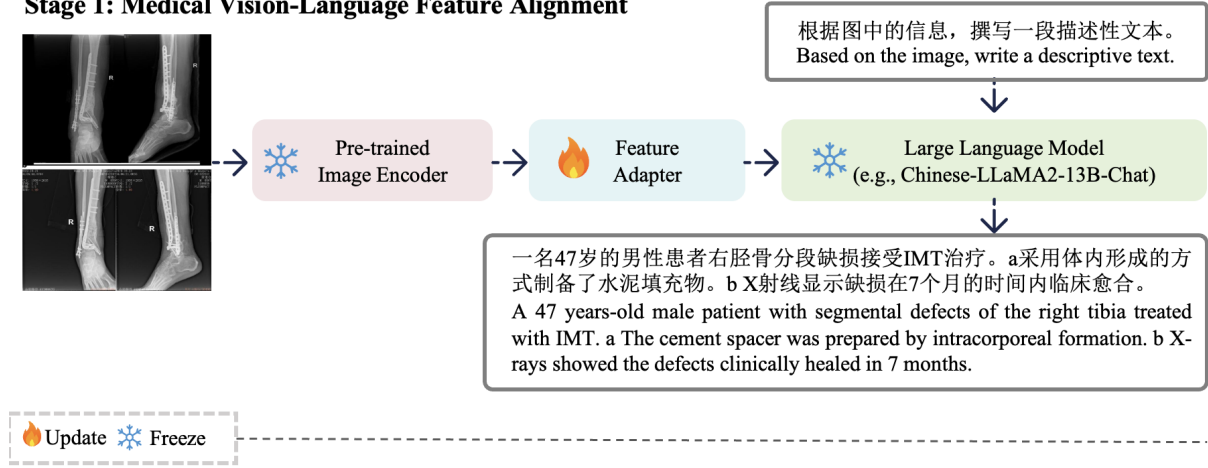 Stage 1: Medical Vision-Language Feature Alignment
根据图中的信息，撰写一段描述性文本。
Based on the image, write a descriptive text.
R
R
R
R
Pre-trained
Image Encoder
Feature
Adapter
Large Language Model
(e.g., Chinese-LLaMA2-13B-Chat)
一名47岁的男性患者右胫骨分段缺损接受IMT治疗。a采用体内形成的方
式制备了水泥填充物。b X射线显示缺损在7个月的时间内临床愈合。
A 47 years-old male patient with segmental defects of the right tibia treated
with IMT. a The cement spacer was prepared by intracorporeal formation. b X-
rays showed the defects clinically healed in 7 months.
Update Freeze